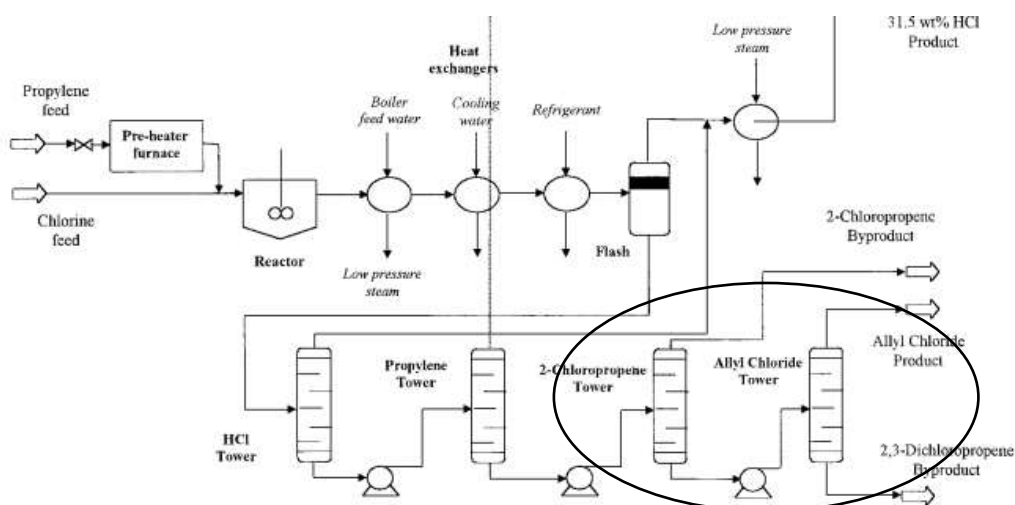 31.5 wt% HCl
Product
Low pressure
steam
Heat
exchangers
Propylene
feed
Boiler
feed water
Cooling
water
Refrigerant
Pre-heater
furnace
Chlorine
feed
Reactor
Flash
2-Chloropropene
Byproduct
Low pressure
steam
Allyl Chloride
Product
Propylene
Tower
2-Chloropropene
Tower
Allyl Chloride
Tower
HCl
Tower
2,3-Dichloropropene
Byproduct